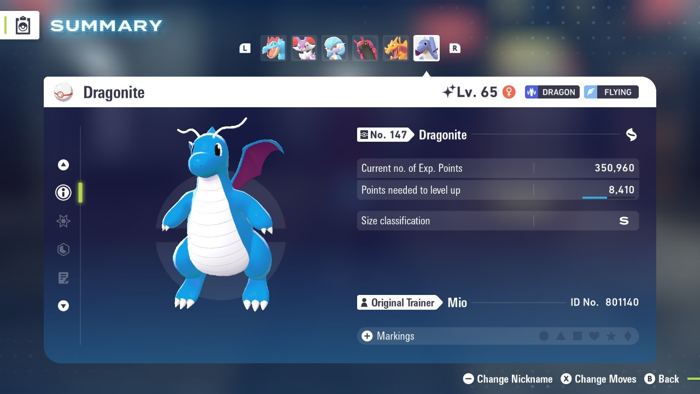 SUMMARY
L
R
Dragonite
Lv. 65
DRAGON
FLYING
No. 147 Dragonite
Current no. of Exp. Points 350,960
Points needed to level up 8,410
Size classification S
Original Trainer Mio ID No. 801140
Markings
Change Nickname X Change Moves B Back